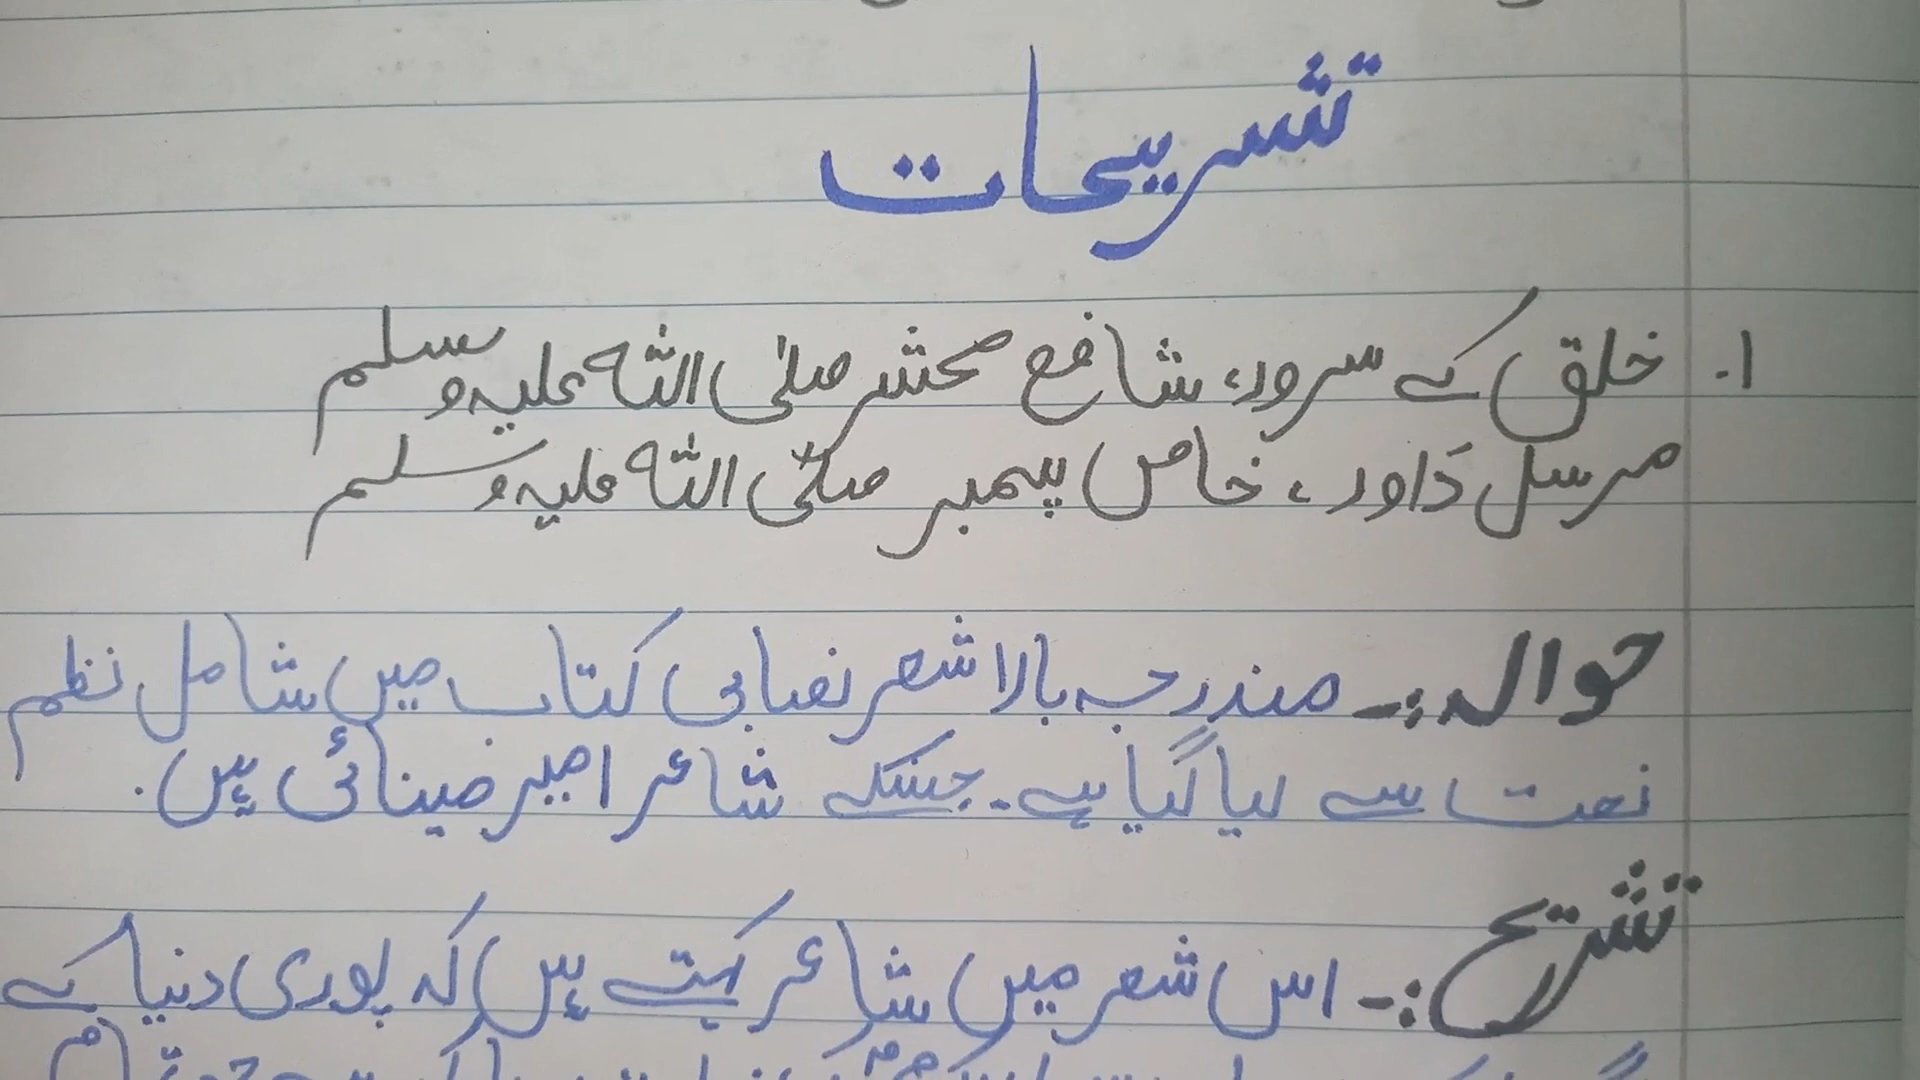 تشریحات
۱. خلق کے سرور، شافع محشر صلی اللہ علیہ وسلم
مرسل داور، خاص پیمبر صلّی اللہ علیہ وسلم
حوالہ:۔ مندرجہ بالا شعر نصابی کتاب میں شامل نظم
نعت سے لیا گیا ہے۔ جسکے شاعر امیر مینائی ہیں.
تشریح:۔ اس شعر میں شاعر کہتے ہیں کہ پوری دنیا کے